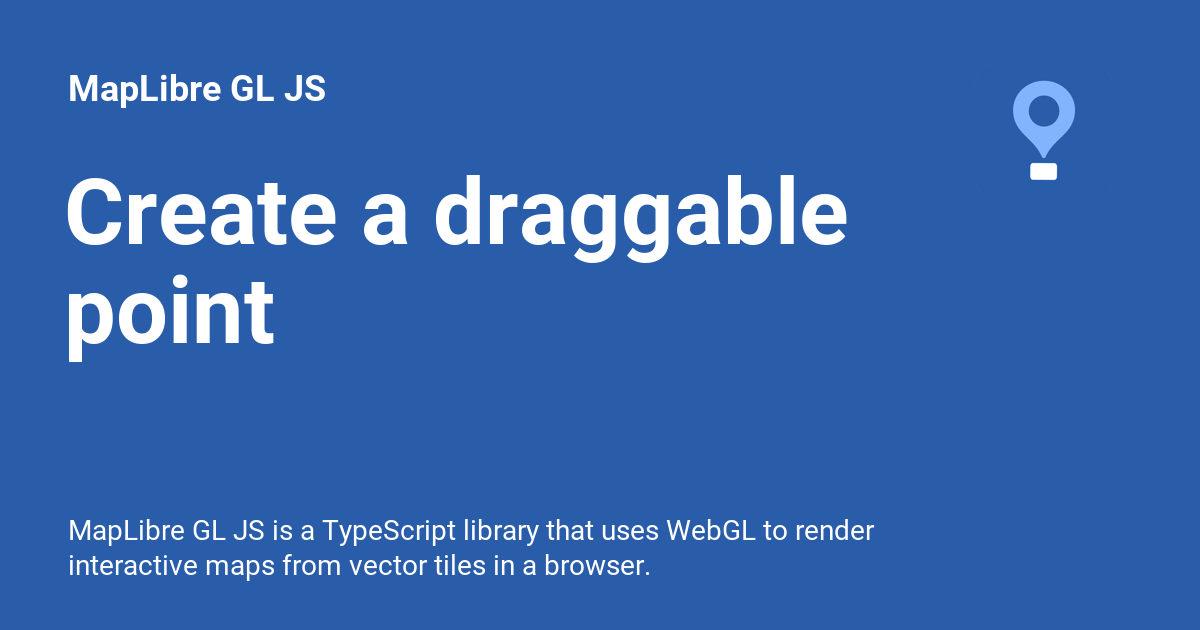 MapLibre GL JS
Create a draggable
point
MapLibre GL JS is a TypeScript library that uses WebGL to render
interactive maps from vector tiles in a browser.